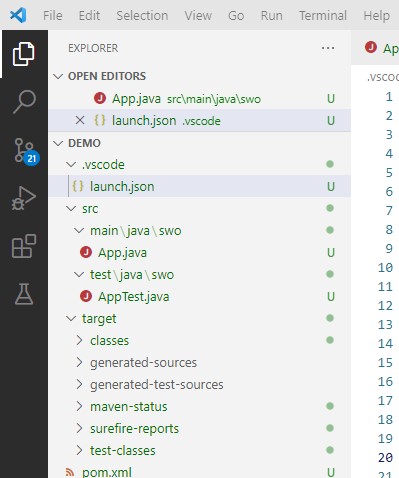 File Edit Selection View Go Run Terminal Help
EXPLORER ...
OPEN EDITORS
J App.java src\main\java\swo U
{} launch.json .vscode U
21
DEMO
.vscode
{} launch.json U
src
main\java\swo
J App.java U
test\java\swo
J AppTest.java U
target
classes
generated-sources
generated-test-sources
maven-status
surefire-reports
test-classes
pom.xml U
J App
.vscod
1
2
3
4
5
6
7
8
9
10
11
12
13
14
15
16
17
18
19
20
21